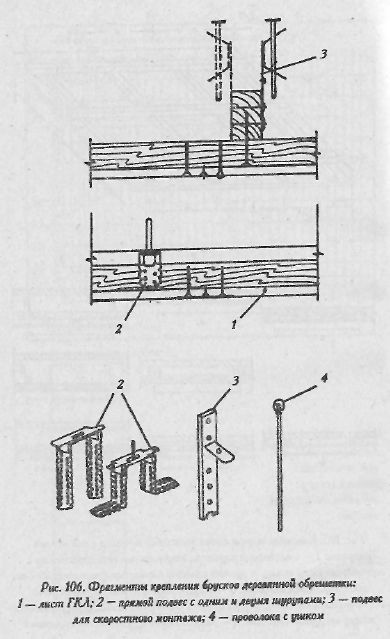 3
2
1
2
3
4
Рис. 106. Фрагменты крепления брусков деревянной обрешетки:
1 — лист ГКЛ; 2 — прямой подвес с одним и двумя шурупами; 3 — подвес
для скоростного монтажа; 4 — проволока с ушком